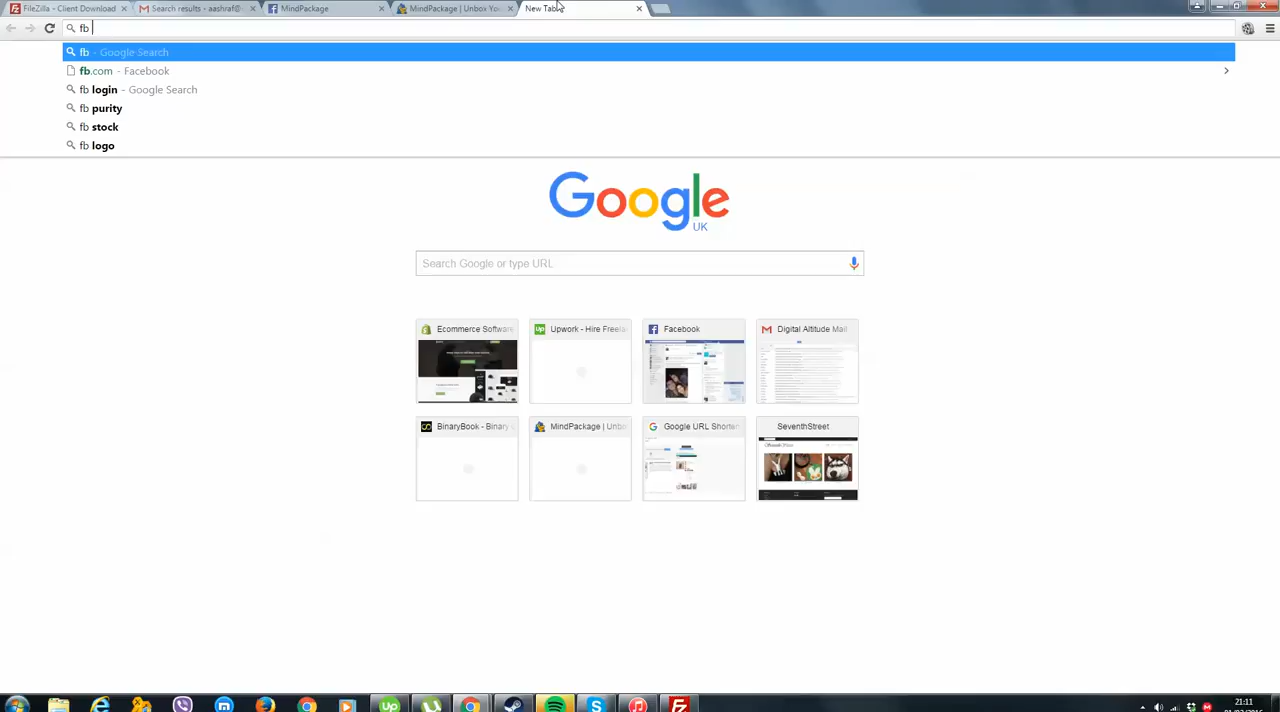 FileZilla - Client Download
Search results - aashraf@
MindPackage
MindPackage | Unbox You
New Tab
fb
fb - Google Search
fb.com - Facebook
fb login - Google Search
fb purity
fb stock
fb logo
Google
UK
Search Google or type URL
Ecommerce Software
Upwork - Hire Freela
Facebook
Digital Altitude Mail
BinaryBook - Binary
MindPackage | Unbo
Google URL Shorten
SeventhStreet
21:11